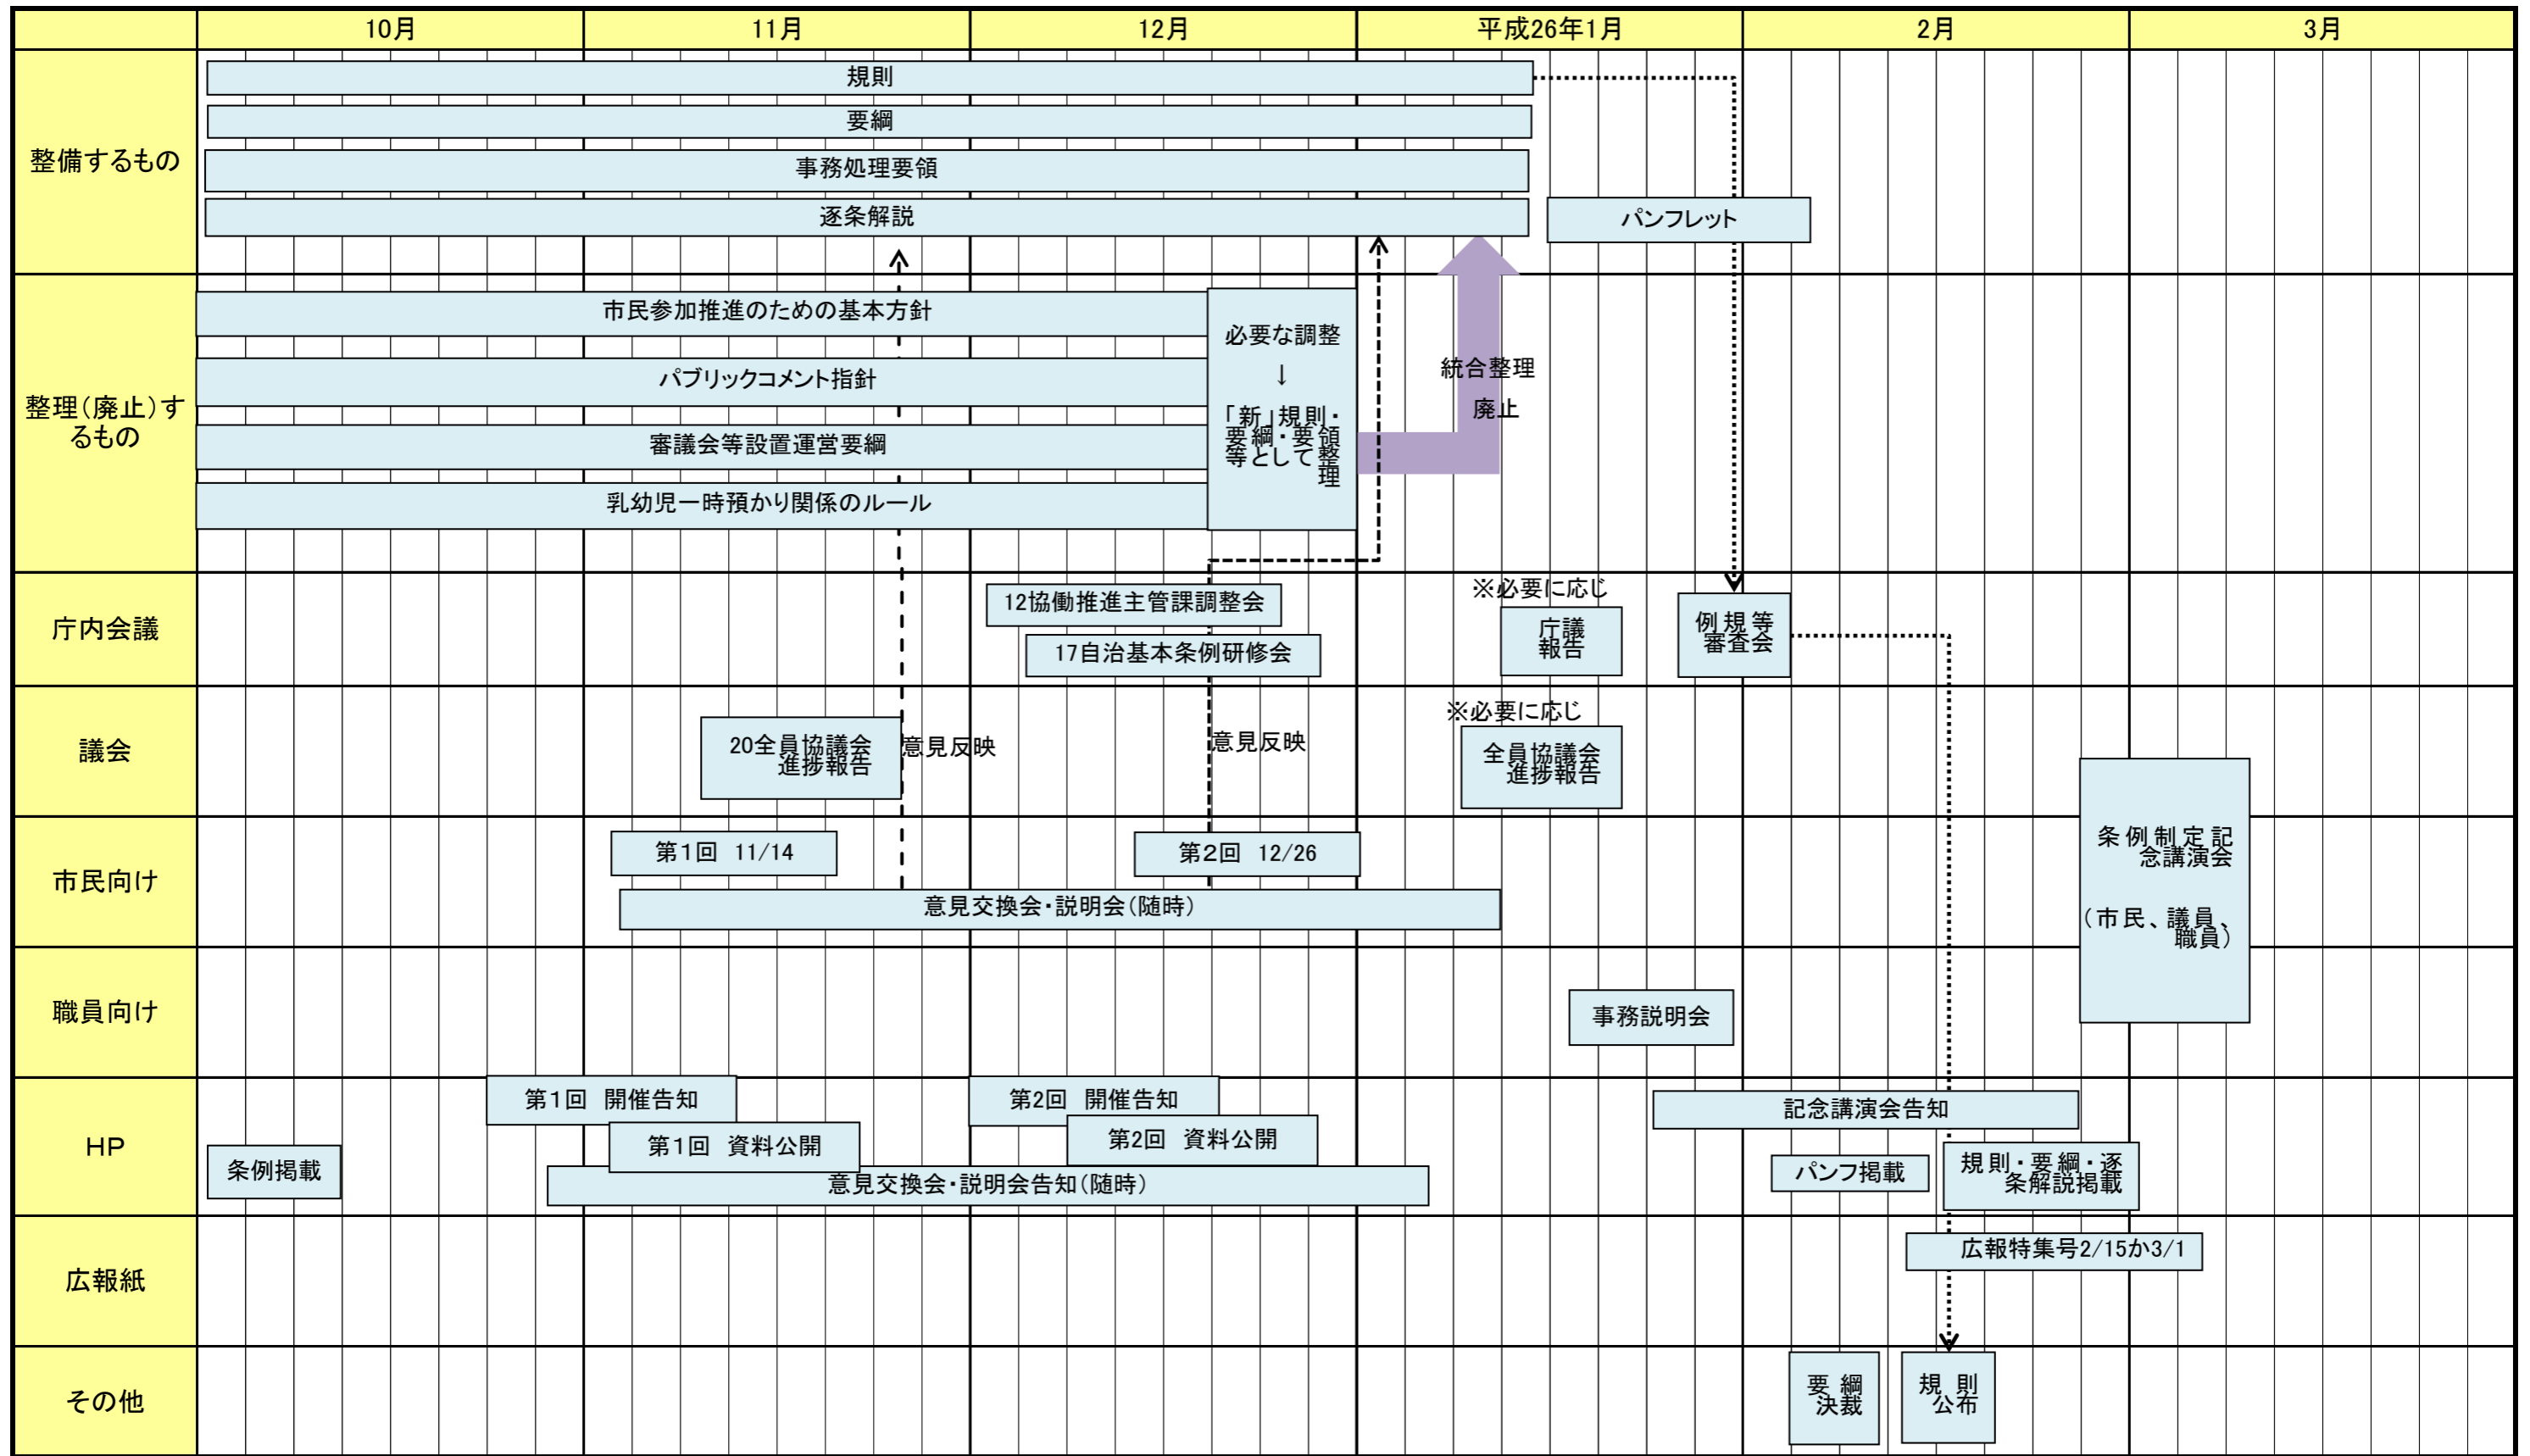 10月
11月
12月
平成26年1月
2月
3月
整備するもの
規則
要綱
事務処理要領
逐条解説
パンフレット
整理(廃止)す
るもの
市民参加推進のための基本方針
パブリックコメント指針
審議会等設置運営要綱
乳幼児一時預かり関係のルール
必要な調整
↓
「新」規則・
要綱・要領
等として整
理
統合整理
廃止
庁内会議
12協働推進主管課調整会
17自治基本条例研修会
※必要に応じ
庁議
報告
例規等
審査会
議会
20全員協議会
進捗報告
意見反映
意見反映
※必要に応じ
全員協議会
進捗報告
市民向け
第1回 11/14
第2回 12/26
意見交換会・説明会(随時)
条例制定記
念講演会
(市民、議員、
職員)
職員向け
事務説明会
HP
第1回 開催告知
第2回 開催告知
記念講演会告知
第1回 資料公開
第2回 資料公開
条例掲載
意見交換会・説明会告知(随時)
パンフ掲載
規則・要綱・逐
条解説掲載
広報紙
広報特集号2/15か3/1
その他
要綱
決裁
規則
公布